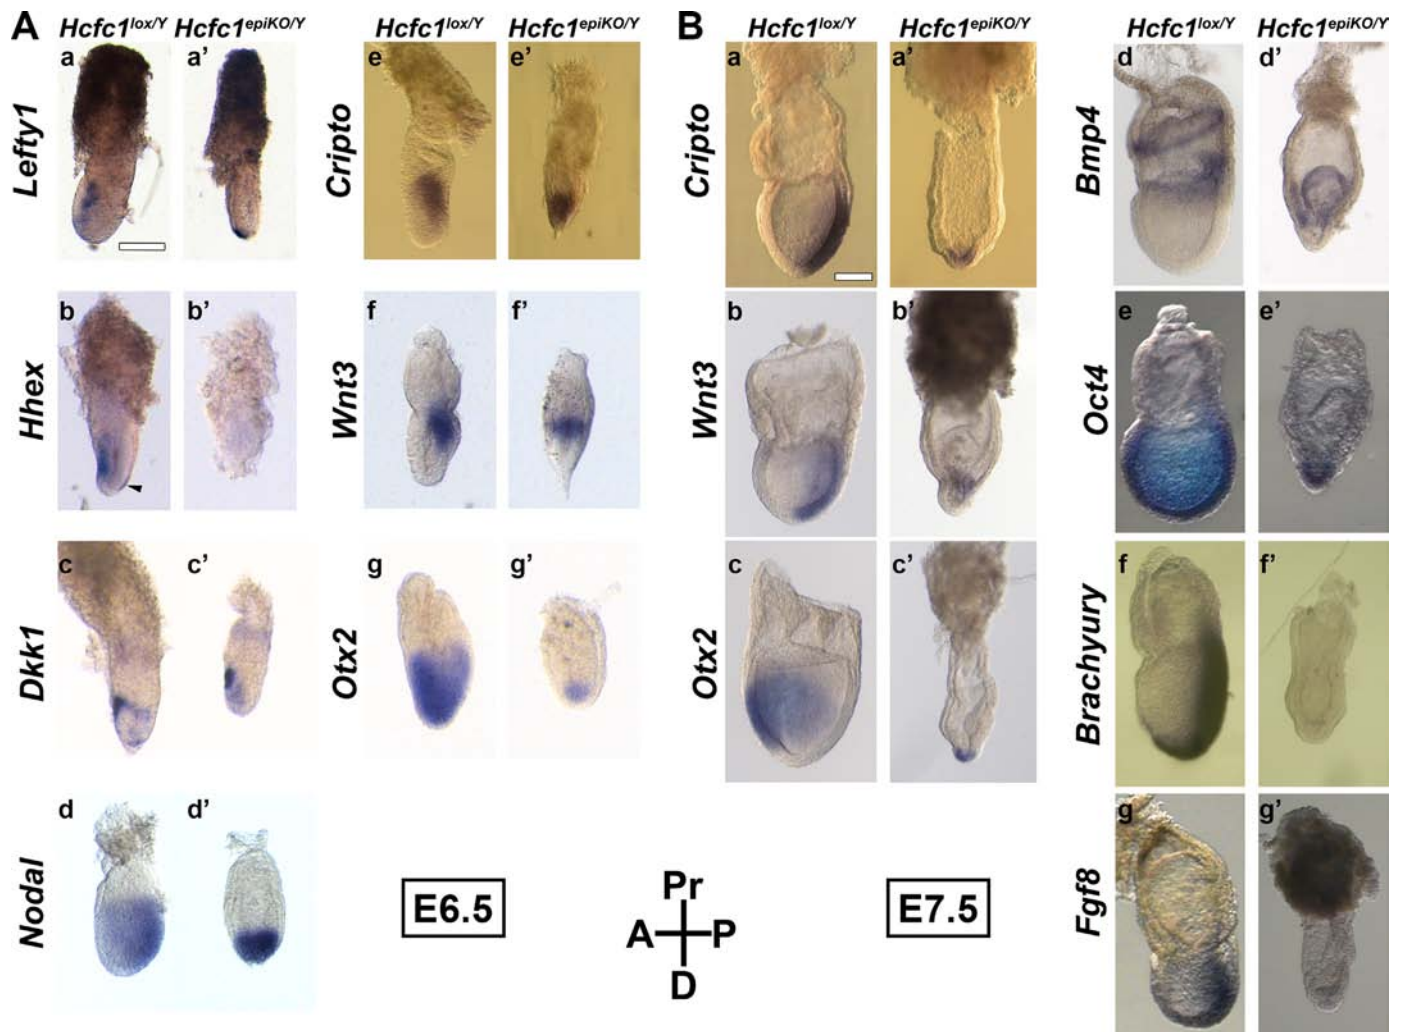 A
Hcfc1lox/Y Hcfc1epiKO/Y
Lefty1
a
a’
Hhex
b
b’
Dkk1
c
c’
Nodal
d
d’
Hcfc1lox/Y Hcfc1epiKO/Y
Cripto
e
e’
Wnt3
f
f’
Otx2
g
g’
E6.5
B
Hcfc1lox/Y Hcfc1epiKO/Y
Cripto
a
a’
Wnt3
b
b’
Otx2
c
c’
Hcfc1lox/Y Hcfc1epiKO/Y
Bmp4
d
d’
Oct4
e
e’
Brachyury
f
f’
Fgf8
g
g’
Pr
A P
D
E7.5